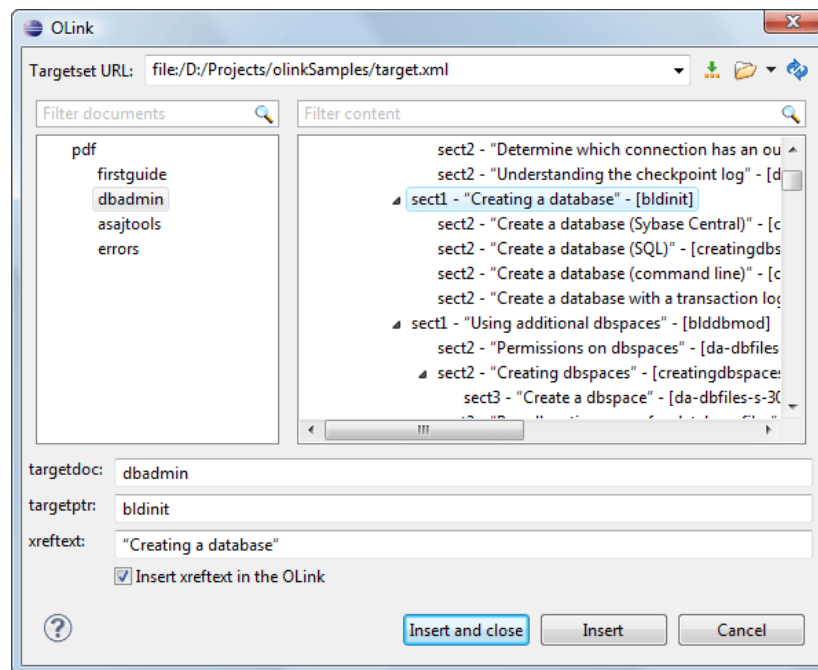 OLink
Targetset URL: file:/D:/Projects/olinkSamples/target.xml
Filter documents
Filter content
pdf
firstguide
dbadmin
asajtools
errors
sect2 - "Determine which connection has an ou
sect2 - "Understanding the checkpoint log" - [d
sect1 - "Creating a database" - [bldinit]
sect2 - "Create a database (Sybase Central)" - [c
sect2 - "Create a database (SQL)" - [creatingdbs
sect2 - "Create a database (command line)" - [c
sect2 - "Create a database with a transaction log
sect1 - "Using additional dbspaces" - [blddbmod]
sect2 - "Permissions on dbspaces" - [da-dbfiles
sect2 - "Creating dbspaces" - [creatingdbspaces
sect3 - "Create a dbspace" - [da-dbfiles-s-30
targetdoc: dbadmin
targetptr: bldinit
xreftext: "Creating a database"
Insert xreftext in the OLink
? Insert and close Insert Cancel